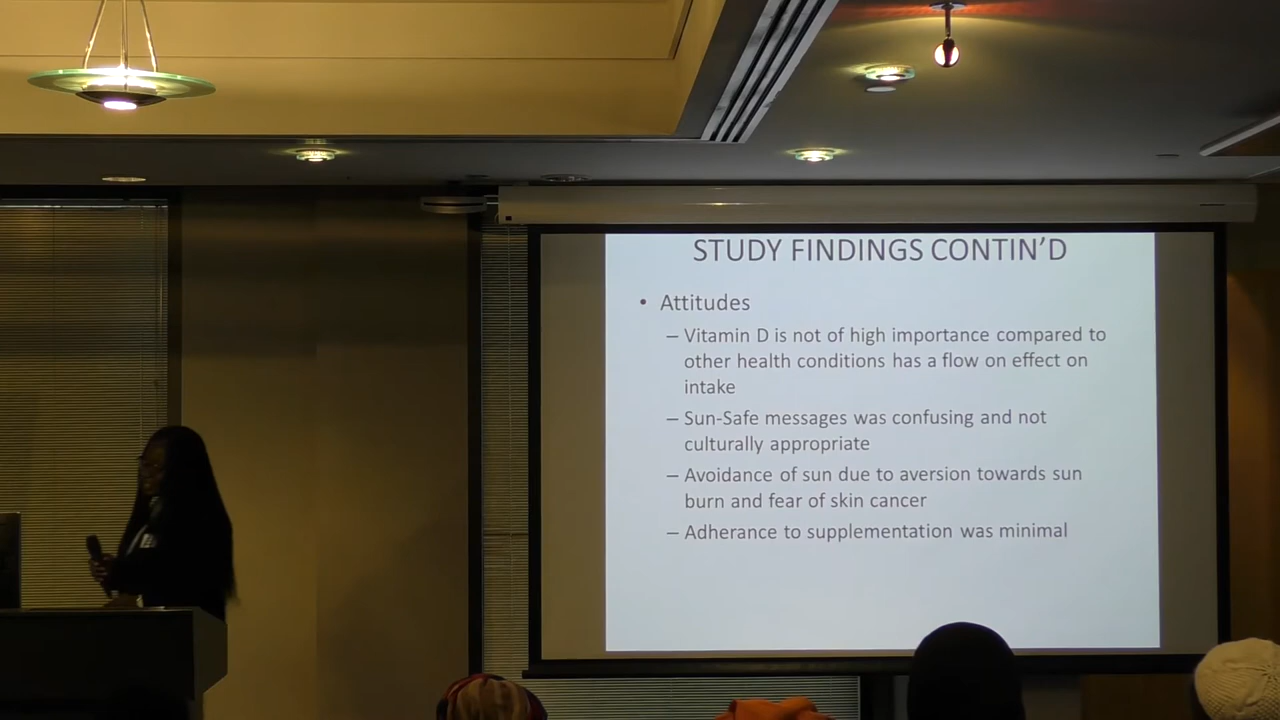 STUDY FINDINGS CONTIN'D
• Attitudes
– Vitamin D is not of high importance compared to
other health conditions has a flow on effect on
intake
– Sun-Safe messages was confusing and not
culturally appropriate
– Avoidance of sun due to aversion towards sun
burn and fear of skin cancer
– Adherance to supplementation was minimal